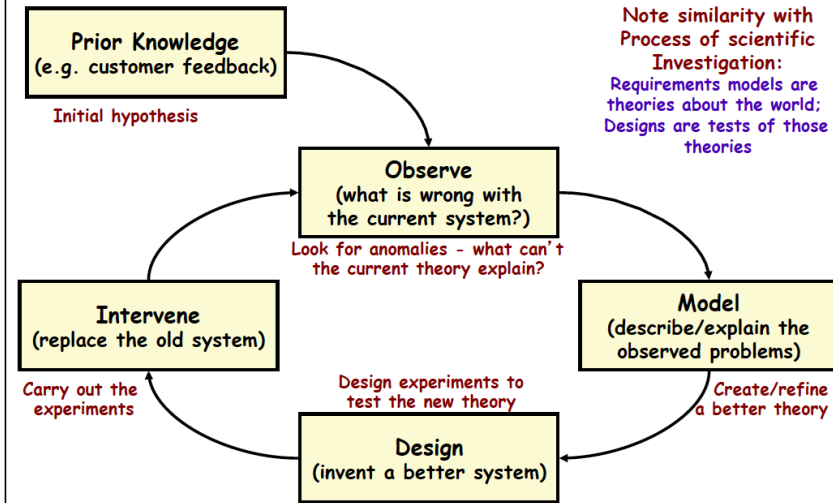 Prior Knowledge
(e.g. customer feedback)
Initial hypothesis
Note similarity with
Process of scientific
Investigation:
Requirements models are
theories about the world;
Designs are tests of those
theories
Observe
(what is wrong with
the current system?)
Look for anomalies - what can't
the current theory explain?
Intervene
(replace the old system)
Carry out the
experiments
Model
(describe/explain the
observed problems)
Create/refine
a better theory
Design experiments to
test the new theory
Design
(invent a better system)